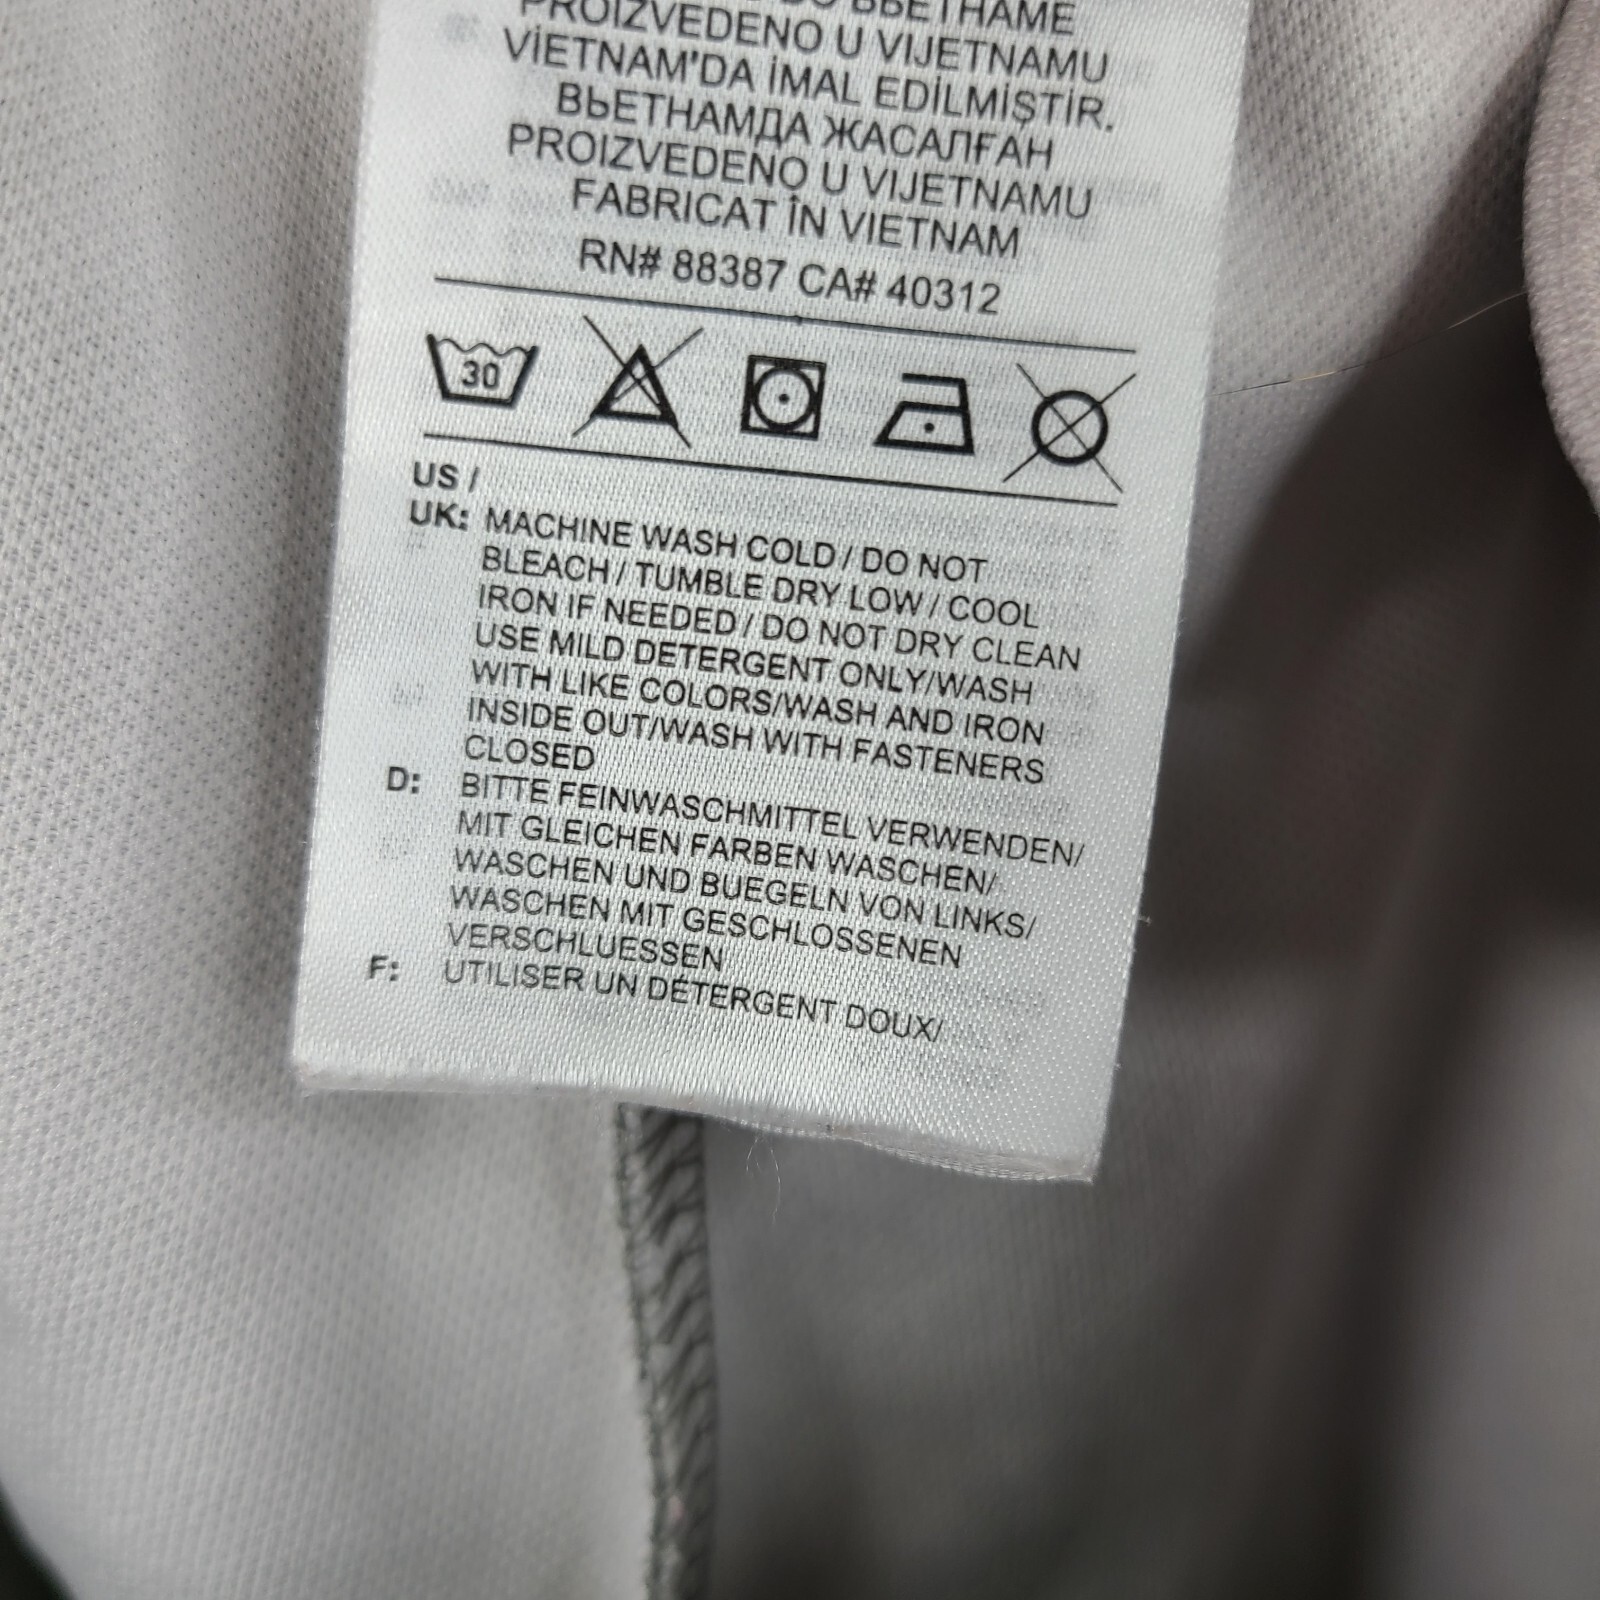 ВЬЕТНАМЕ
PROIZVEDENO U VIJETNAMU
VİETNAM'DA İMAL EDİLMİŞTİR.
ВЬЕТНАМДА ЖАСАЛҒАН
PROIZVEDENO U VIJETNAMU
FABRICAT ÎN VIETNAM
RN# 88387 CA# 40312
30
US /
UK: MACHINE WASH COLD / DO NOT
BLEACH / TUMBLE DRY LOW / COOL
IRON IF NEEDED / DO NOT DRY CLEAN
USE MILD DETERGENT ONLY/WASH
WITH LIKE COLORS/WASH AND IRON
INSIDE OUT/WASH WITH FASTENERS
CLOSED
D: BITTE FEINWASCHMITTEL VERWENDEN/
MIT GLEICHEN FARBEN WASCHEN/
WASCHEN UND BUEGELN VON LINKS/
WASCHEN MIT GESCHLOSSENEN
VERSCHLUESSEN
F: UTILISER UN DÉTERGENT DOUX/